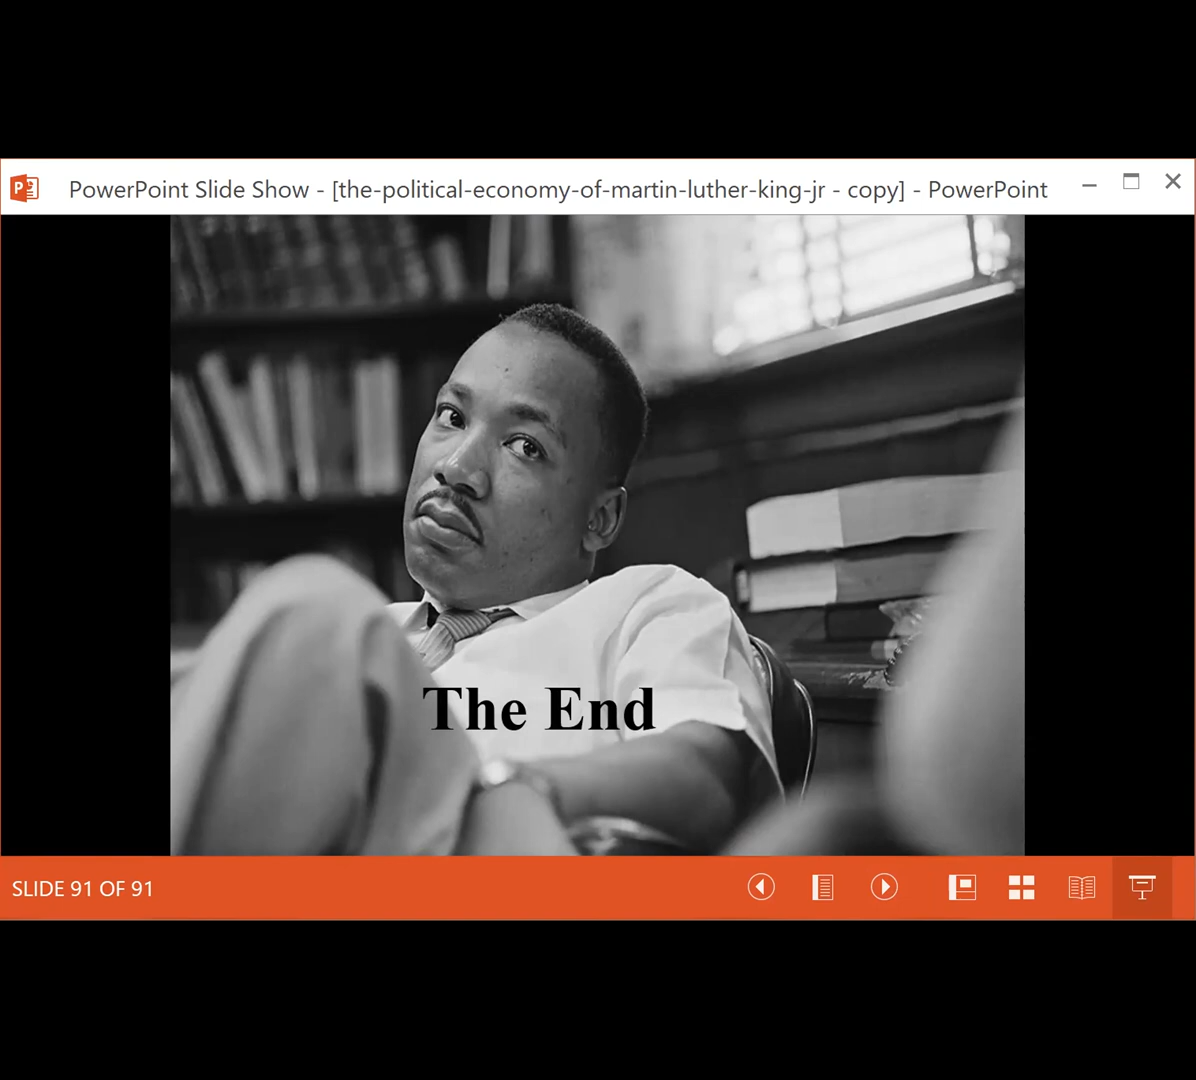 PowerPoint Slide Show - [the-political-economy-of-martin-luther-king-jr - copy] - PowerPoint
The End
SLIDE 91 OF 91